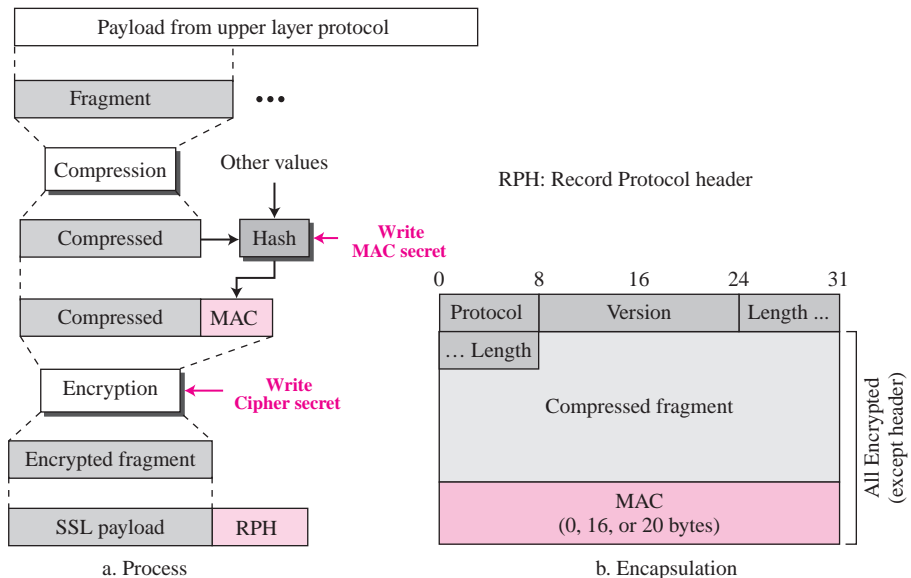 Payload from upper layer protocol
Fragment
•••
Compression
Other values
RPH: Record Protocol header
Compressed
Hash
Write
MAC secret
Compressed
MAC
Encryption
Write
Cipher secret
Encrypted fragment
SSL payload
RPH
a. Process
0 8 16 24 31
Protocol
Version
Length ...
... Length
Compressed fragment
MAC
(0, 16, or 20 bytes)
All Encrypted
(except header)
b. Encapsulation